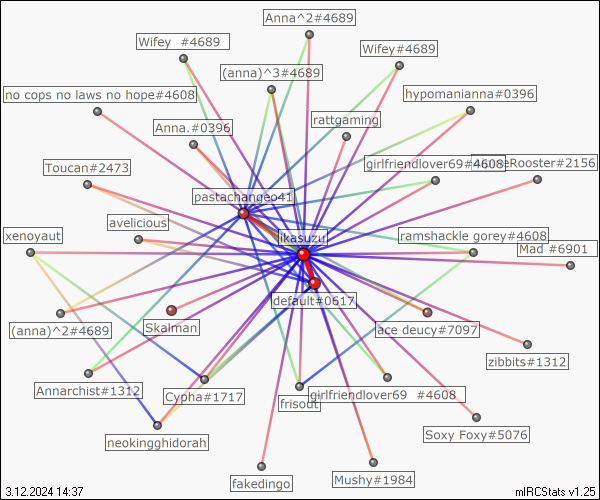 Anna^2#4689
Wifey  #4689
Wifey#4689
(anna)^3#4689
no cops no laws no hope#4608
hypomanianna#0396
rattgaming
Anna.#0396
girlfriendlover69#4608
Rooster#2156
Toucan#2473
pastachangeo41
avelicious
xenoyaut
ikasuzu
ramshackle gorey#4608
Mad #6901
default#0617
(anna)^2#4689
Skalman
ace deucy#7097
zibbits#1312
Annarchist#1312
Cypha#1717
frisout
girlfriendlover69  #4608
Soxy Foxy#5076
neokingghidorah
fakedingo
Mushy#1984
3.12.2024 14:37
mIRCStats v1.25